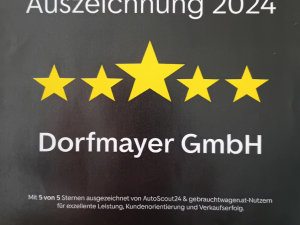 Auszeichnung 2024
Dorfmayer GmbH
Mit 5 von 5 Sternen ausgezeichnet von AutoScout24 & gebrauchtwagen.at-Nutzern
für exzellente Leistung, Kundenorientierung und Verkaufserfolg.